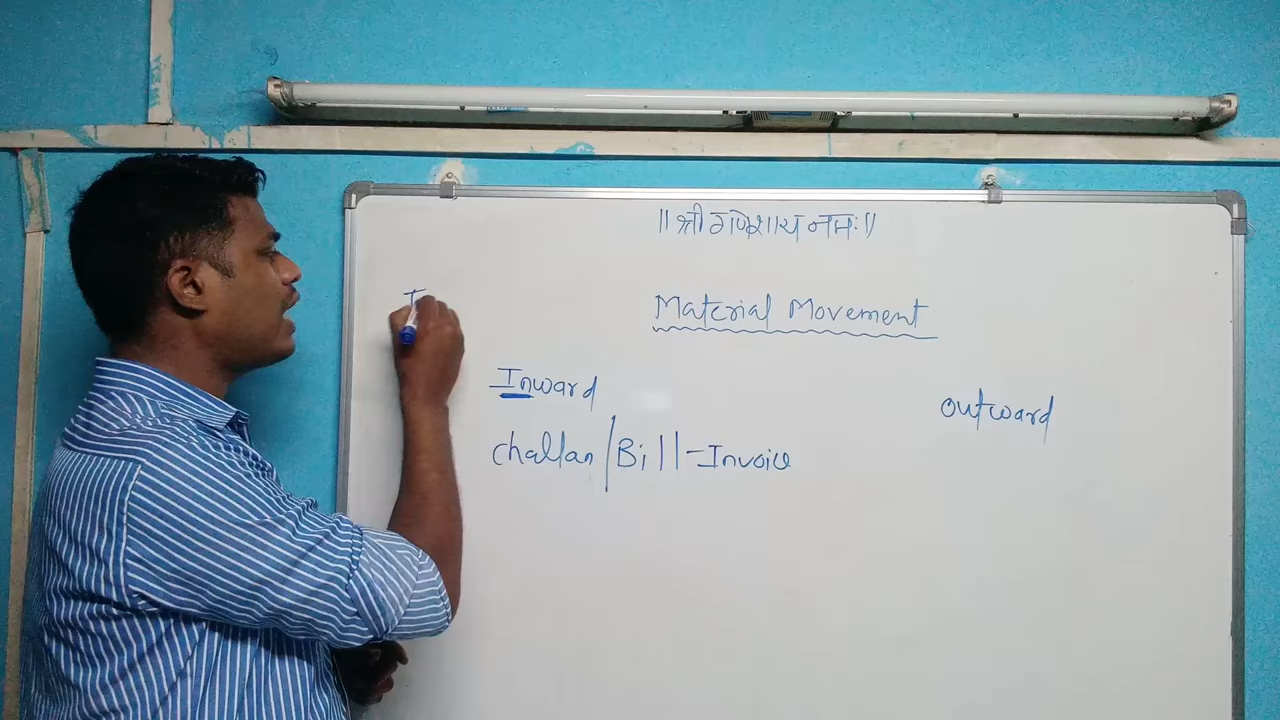 ॥ श्री गणेशाय नमः ॥
Material Movement
Inward
outward
challan / Bill - Invoice